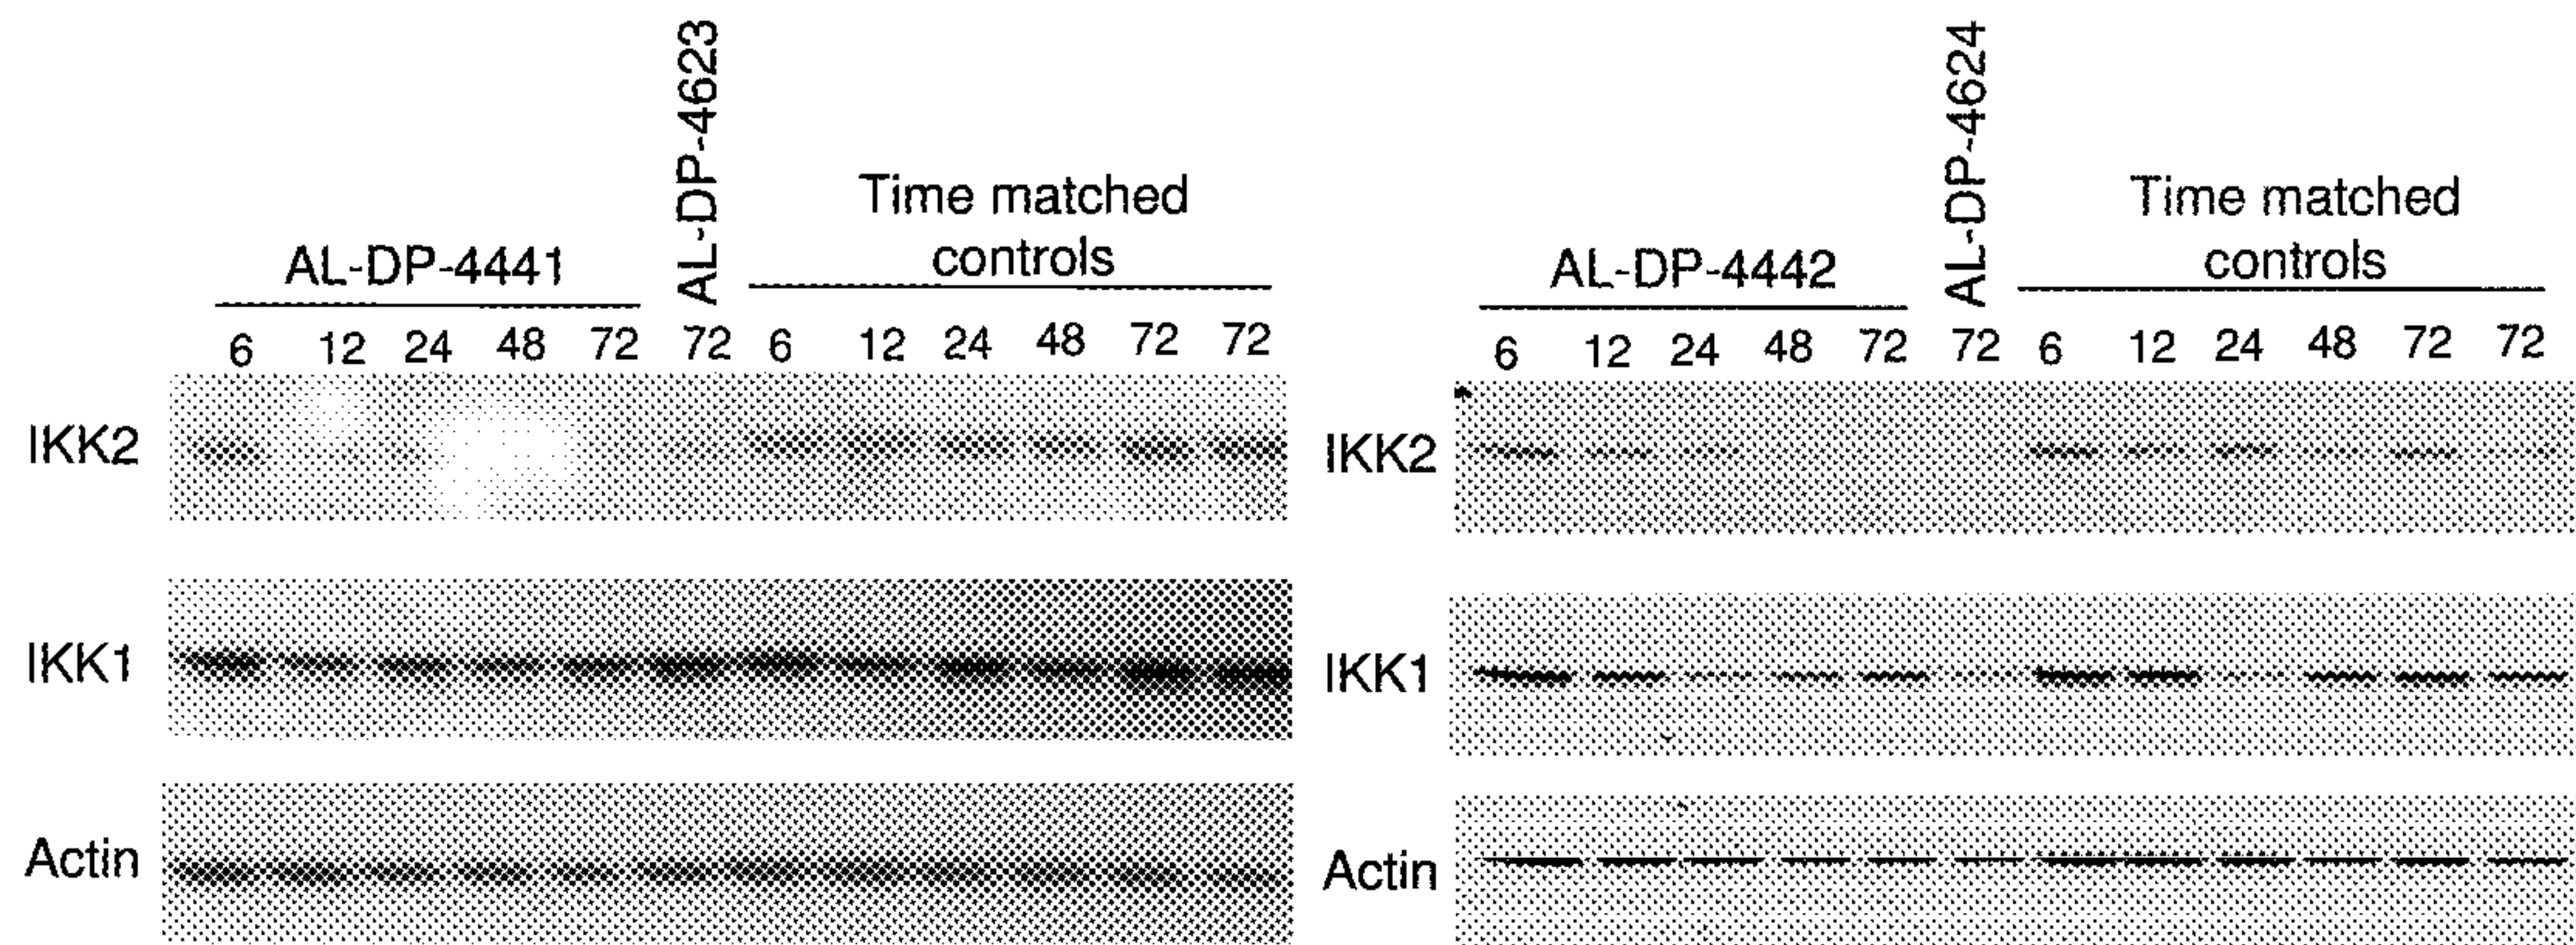 AL-DP-4441
AL-DP-4623
Time matched
controls
6 12 24 48 72 72 6 12 24 48 72 72
IKK2
IKK1
Actin
AL-DP-4442
AL-DP-4624
Time matched
controls
6 12 24 48 72 72 6 12 24 48 72 72
IKK2
IKK1
Actin